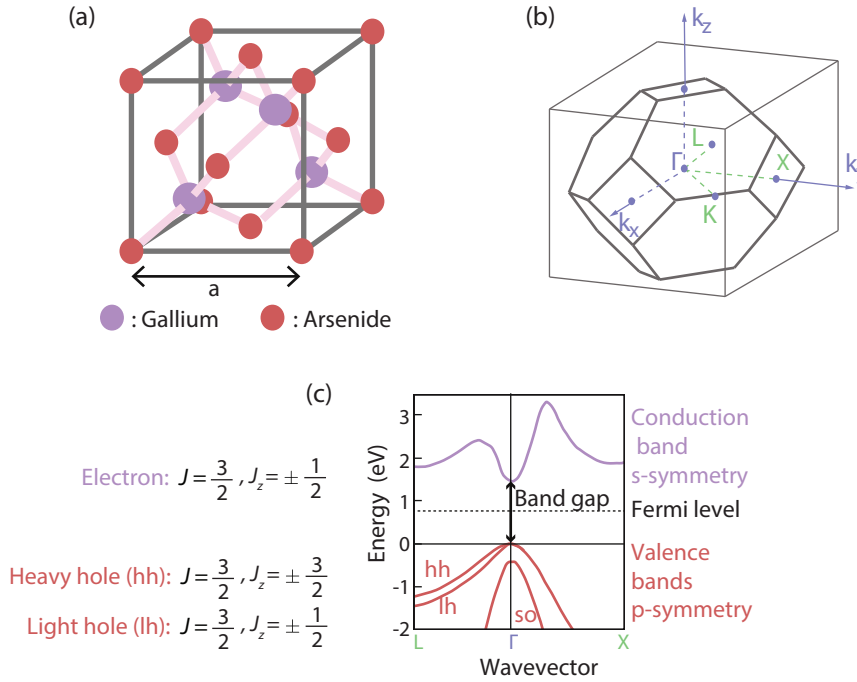 (a)
a
: Gallium : Arsenide
(b)
k_z
L
Γ
X
k
K
k_x
(c)
Electron: J = 3/2 , J_z = ± 1/2
Heavy hole (hh): J = 3/2 , J_z = ± 3/2
Light hole (lh): J = 3/2 , J_z = ± 1/2
Energy (eV)
3
2
1
0
-1
-2
Band gap
hh
lh
so
L Γ X
Wavevector
Conduction
band
s-symmetry
Fermi level
Valence
bands
p-symmetry